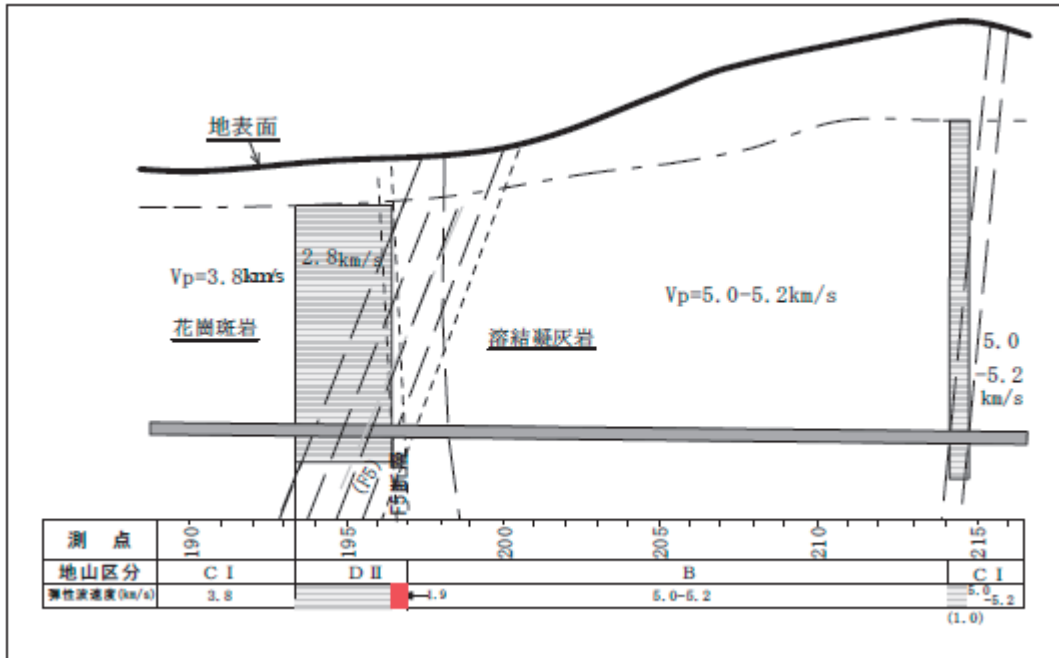 地表面
2.8km/s
Vp=3.8km/s
Vp=5.0-5.2km/s
花崗斑岩
溶結凝灰岩
5.0
-5.2
km/s
(F5)
F5断層
測 点 190 195 200 205 210 215
地山区分 CⅠ DⅡ B CⅠ
弾性波速度(km/s) 3.8 1.9 5.0-5.2 5.0
-5.2
(1.0)